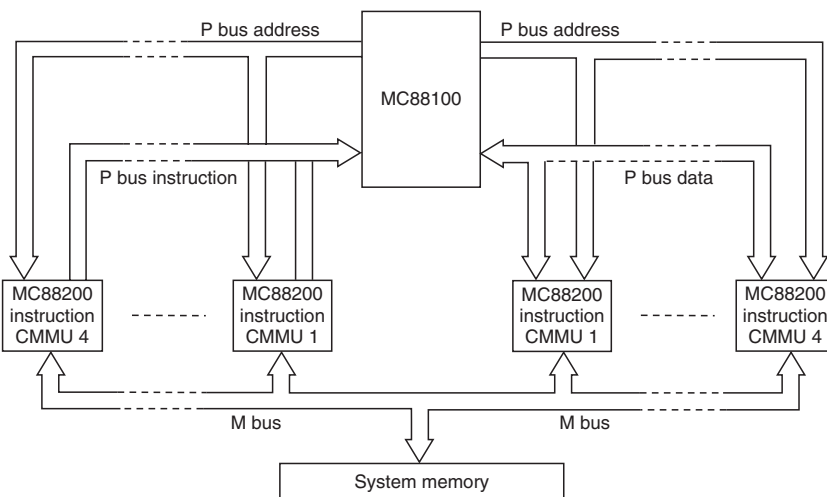 P bus address
P bus address
MC88100
P bus instruction
P bus data
MC88200
instruction
CMMU 4
MC88200
instruction
CMMU 1
MC88200
instruction
CMMU 1
MC88200
instruction
CMMU 4
M bus
M bus
System memory